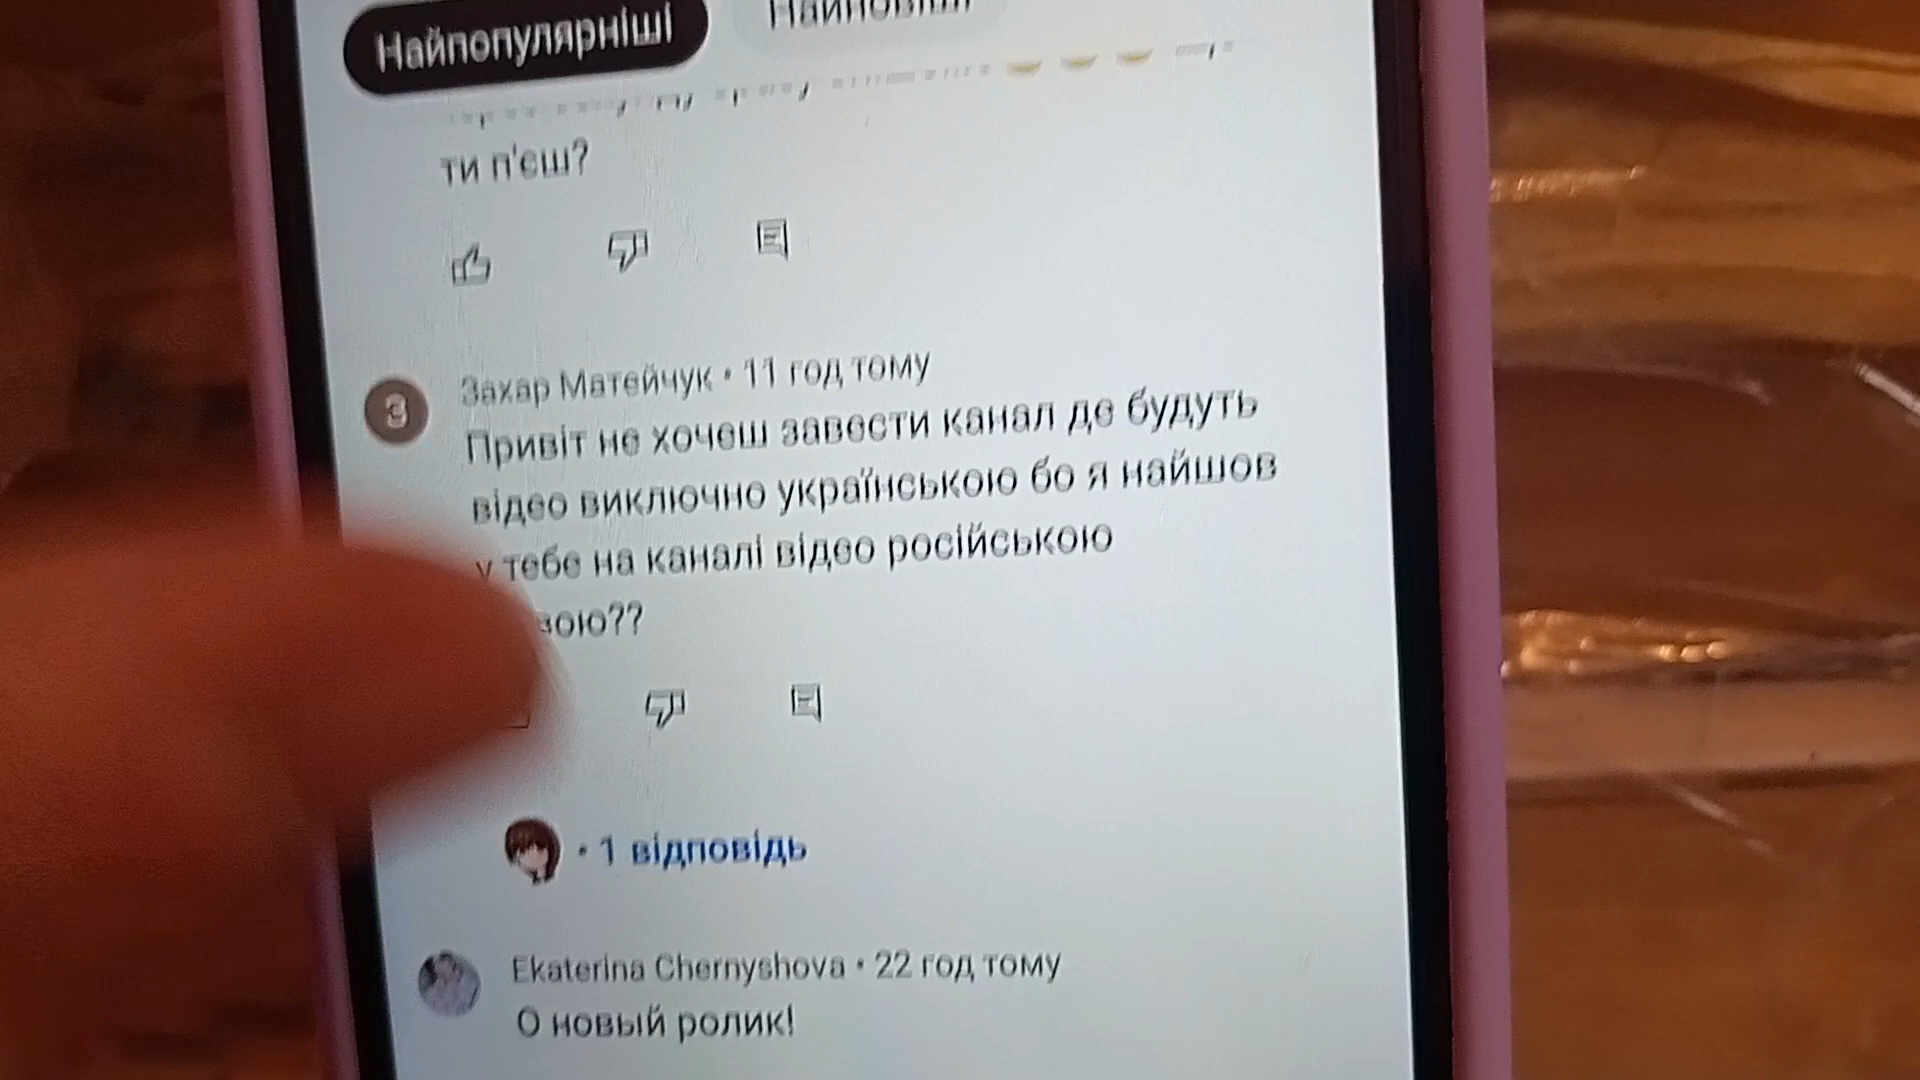 Найпопулярніші
Найновіші
ти п'єш?
З
Захар Матейчук • 11 год тому
Привіт не хочеш завести канал де будуть
відео виключно українською бо я найшов
у тебе на каналі відео російською
вою??
• 1 відповідь
Ekaterina Chernyshova • 22 год тому
О новый ролик!